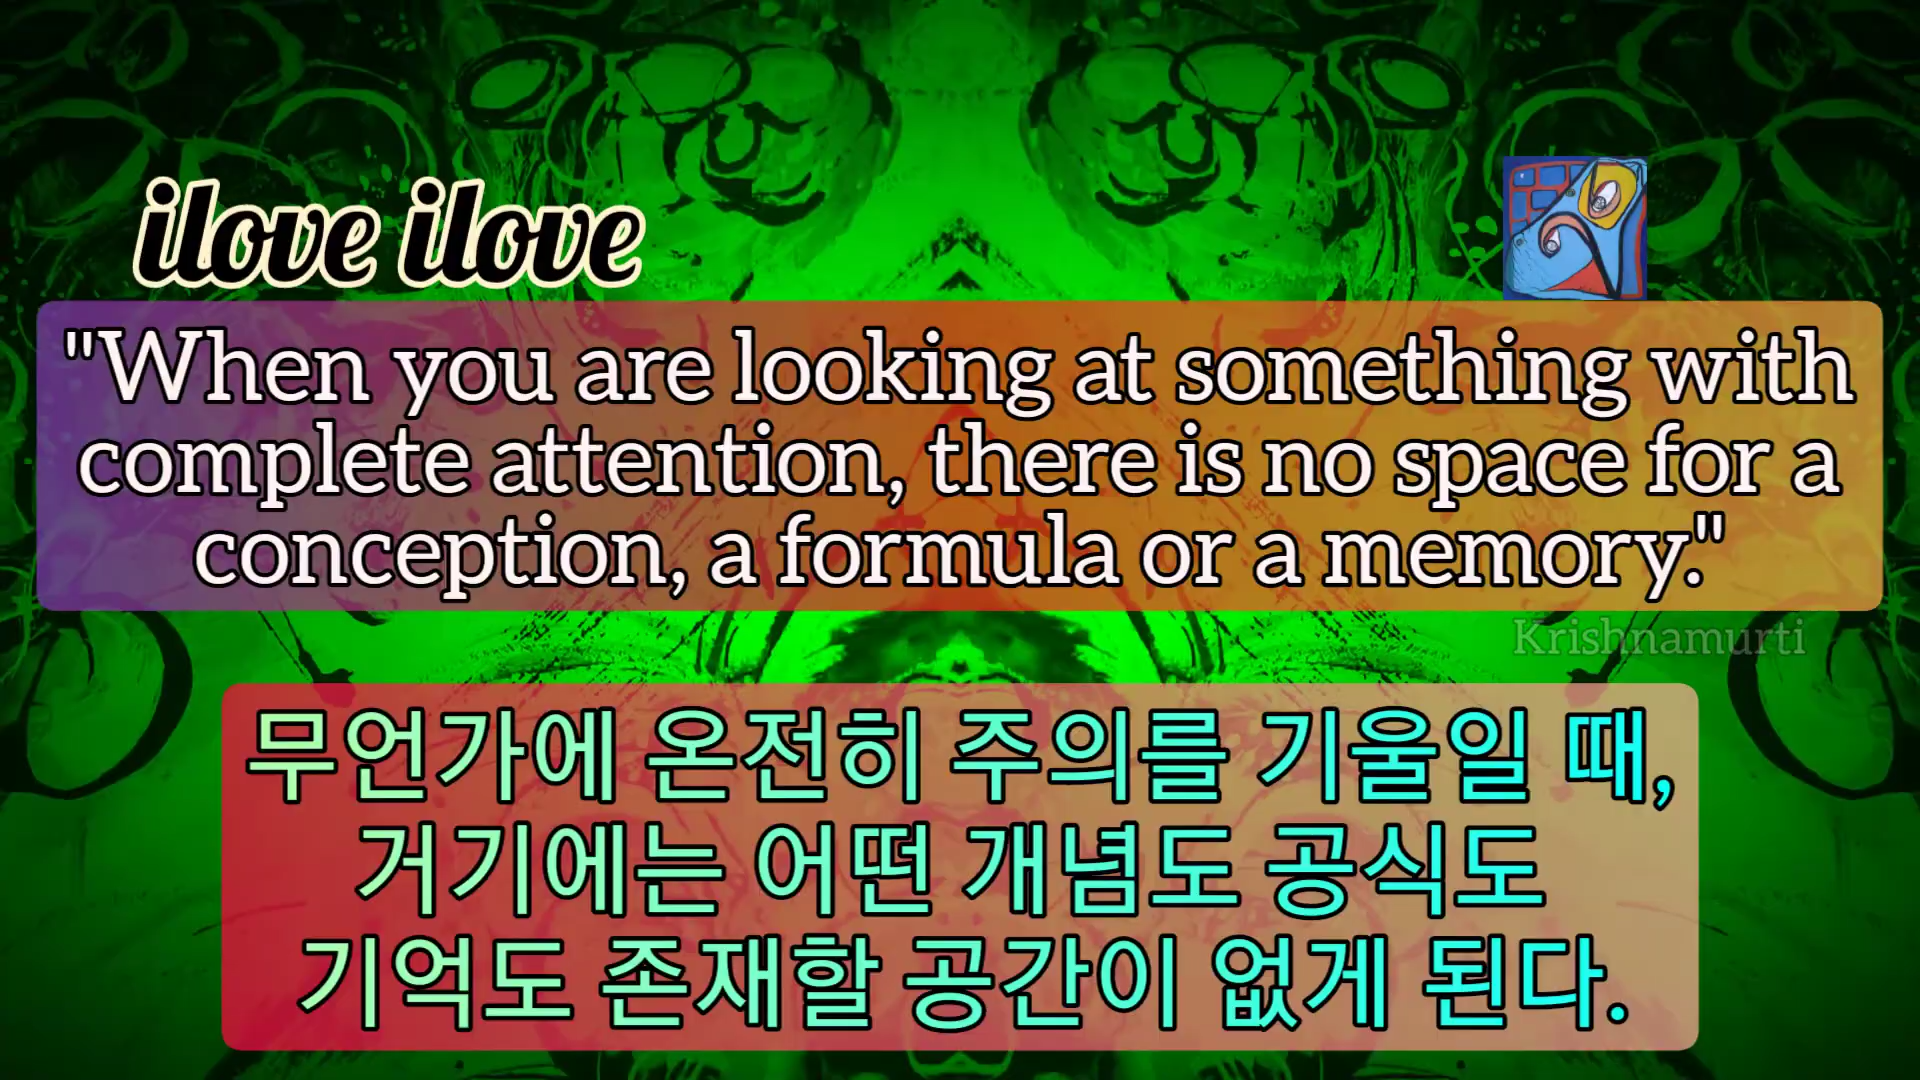 ilove ilove
"When you are looking at something with
complete attention, there is no space for a
conception, a formula or a memory."
Krishnamurti
무언가에 온전히 주의를 기울일 때,
거기에는 어떤 개념도 공식도
기억도 존재할 공간이 없게 된다.